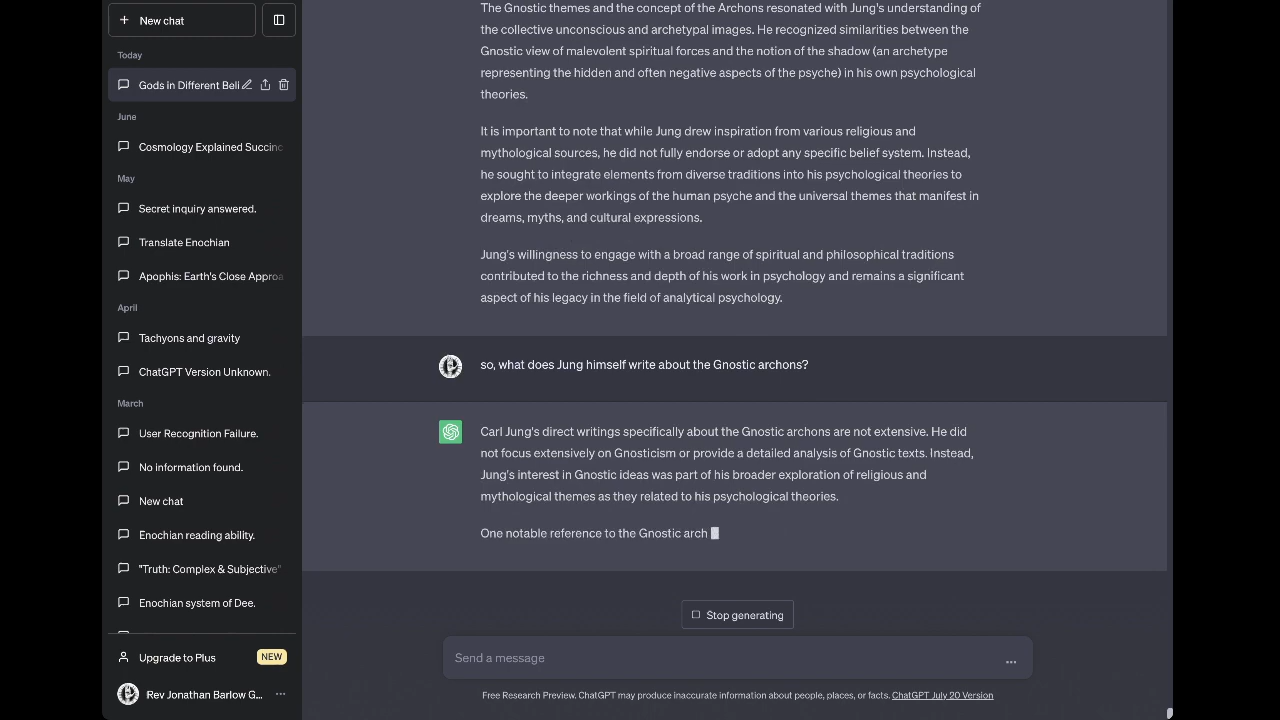 New chat
Today
Gods in Different Beli
June
Cosmology Explained Succinc
May
Secret inquiry answered.
Translate Enochian
Apophis: Earth's Close Approa
April
Tachyons and gravity
ChatGPT Version Unknown.
March
User Recognition Failure.
No information found.
New chat
Enochian reading ability.
"Truth: Complex & Subjective"
Enochian system of Dee.
Upgrade to Plus NEW
Rev Jonathan Barlow G... ...
The Gnostic themes and the concept of the Archons resonated with Jung's understanding of
the collective unconscious and archetypal images. He recognized similarities between the
Gnostic view of malevolent spiritual forces and the notion of the shadow (an archetype
representing the hidden and often negative aspects of the psyche) in his own psychological
theories.
It is important to note that while Jung drew inspiration from various religious and
mythological sources, he did not fully endorse or adopt any specific belief system. Instead,
he sought to integrate elements from diverse traditions into his psychological theories to
explore the deeper workings of the human psyche and the universal themes that manifest in
dreams, myths, and cultural expressions.
Jung's willingness to engage with a broad range of spiritual and philosophical traditions
contributed to the richness and depth of his work in psychology and remains a significant
aspect of his legacy in the field of analytical psychology.
so, what does Jung himself write about the Gnostic archons?
Carl Jung's direct writings specifically about the Gnostic archons are not extensive. He did
not focus extensively on Gnosticism or provide a detailed analysis of Gnostic texts. Instead,
Jung's interest in Gnostic ideas was part of his broader exploration of religious and
mythological themes as they related to his psychological theories.
One notable reference to the Gnostic arch
Stop generating
Send a message
...
Free Research Preview. ChatGPT may produce inaccurate information about people, places, or facts. ChatGPT July 20 Version